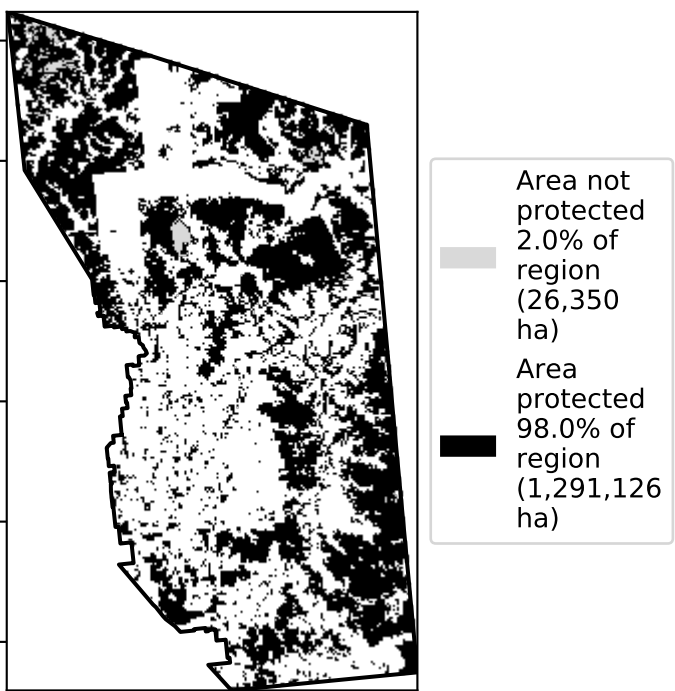 Area not
protected
2.0% of
region
(26,350
ha)
Area
protected
98.0% of
region
(1,291,126
ha)